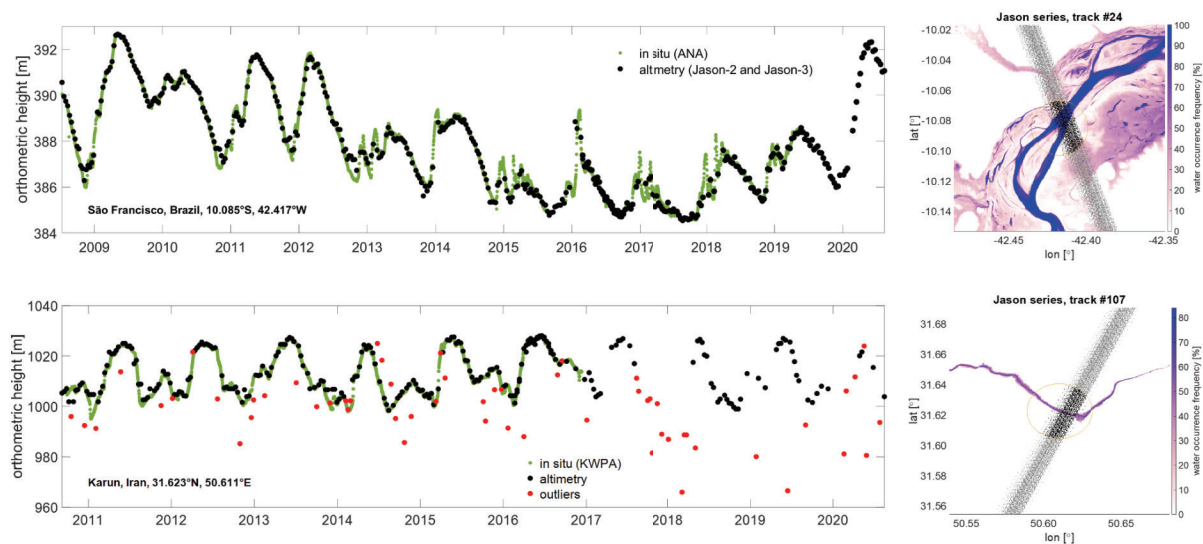 392
390
388
386
384
orthometric height [m]
in situ (ANA)
altimetry (Jason-2 and Jason-3)
São Francisco, Brazil, 10.085°S, 42.417°W
2009 2010 2011 2012 2013 2014 2015 2016 2017 2018 2019 2020
Jason series, track #24
-10.02
-10.04
-10.06
-10.08
-10.10
-10.12
-10.14
lat [°]
-42.45 -42.40 -42.35
lon [°]
100
90
80
70
60
50
40
30
20
10
0
water occurrence frequency [%]
1040
1020
1000
980
960
orthometric height [m]
in situ (KWPA)
altimetry
outliers
Karun, Iran, 31.623°N, 50.611°E
2011 2012 2013 2014 2015 2016 2017 2018 2019 2020
Jason series, track #107
31.68
31.66
31.64
31.62
31.60
31.58
31.56
lat [°]
50.55 50.60 50.65
lon [°]
80
70
60
50
40
30
20
10
0
water occurrence frequency [%]